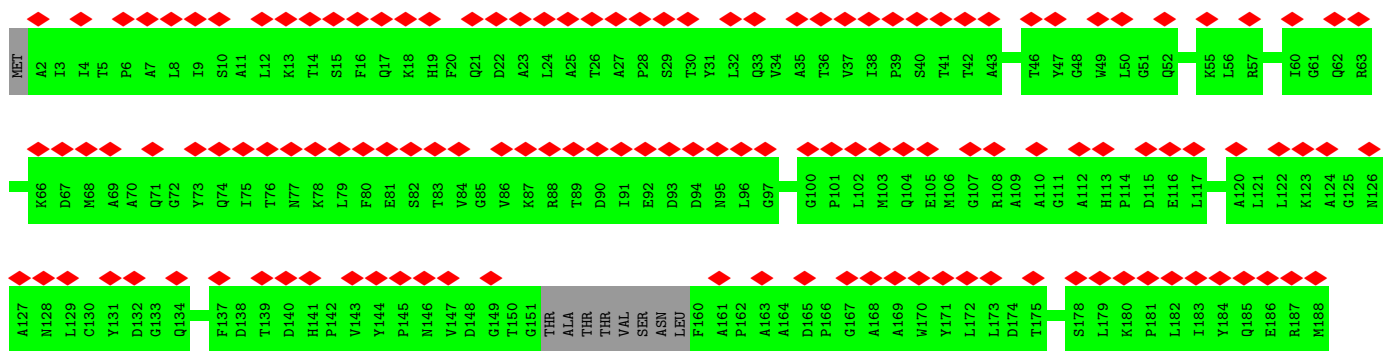 MET A2 I3 I4 T5 P6 A7 L8 I9 S10 A11 L12 K13 T14 S15 F16 Q17 K18 H19 F20 Q21 D22 A23 L24 A25 T26 A27 P28 S29 T30 Y31 L32 Q33 V34 A35 T36 V37 I38 P39 S40 T41 T42 A43 T46 Y47 G48 W49 L50 G51 Q52 K55 L56 R57 I60 G61 Q62 R63
K66 D67 M68 A69 A70 Q71 G72 Y73 Q74 I75 T76 N77 K78 L79 F80 E81 S82 T83 V84 G85 V86 K87 R88 T89 D90 I91 E92 D93 D94 N95 L96 G97 G100 P101 L102 M103 Q104 E105 M106 G107 R108 A109 A110 G111 A112 H113 P114 D115 E116 L117 A120 L121 L122 K123 A124 G125 N126
A127 N128 L129 C130 Y131 D132 G133 Q134 F137 D138 T139 D140 H141 P142 V143 Y144 P145 N146 V147 D148 G149 T150 G151 THR ALA THR THR VAL SER ASN LEU F160 A161 P162 A163 A164 D165 P166 G167 A168 A169 W170 Y171 L172 L173 D174 T175 S178 L179 K180 P181 L182 I183 Y184 Q185 E186 R187 M188